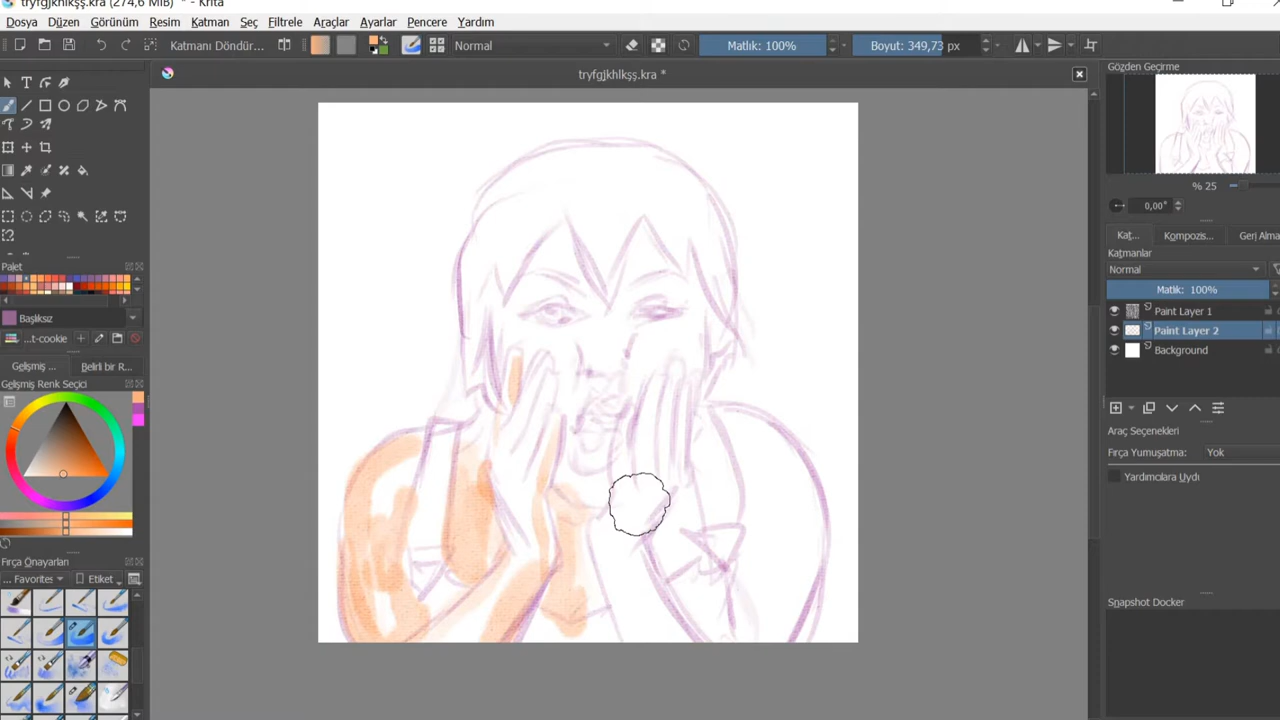 tryfgjkhlkşş.kra (274,6 MiB) * - Krita
Dosya Düzen Görünüm Resim Katman Seç Filtrele Araçlar Ayarlar Pencere Yardım
Katmanı Döndür... Normal Matlık: 100% Boyut: 349,73 px
tryfgjkhlkşş.kra *
Gözden Geçirme
% 25
0,00°
Kat... Kompozis... Geri Alma
Katmanlar
Normal
Matlık: 100%
Paint Layer 1
Paint Layer 2
Background
Araç Seçenekleri
Fırça Yumuşatma: Yok
Yardımcılara Uydı
Snapshot Docker
Palet
Başlıksız
...t-cookie
Gelişmiş ... Belirli bir R...
Gelişmiş Renk Seçici
Fırça Önayarları
... Favorites Etiket